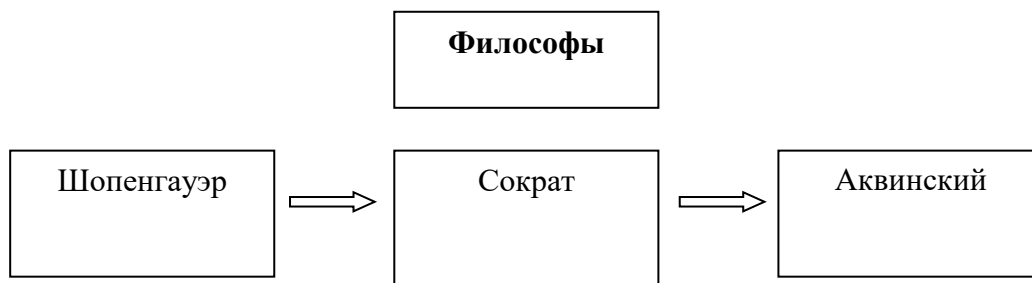 Философы
Шопенгауэр
Сократ
Аквинский